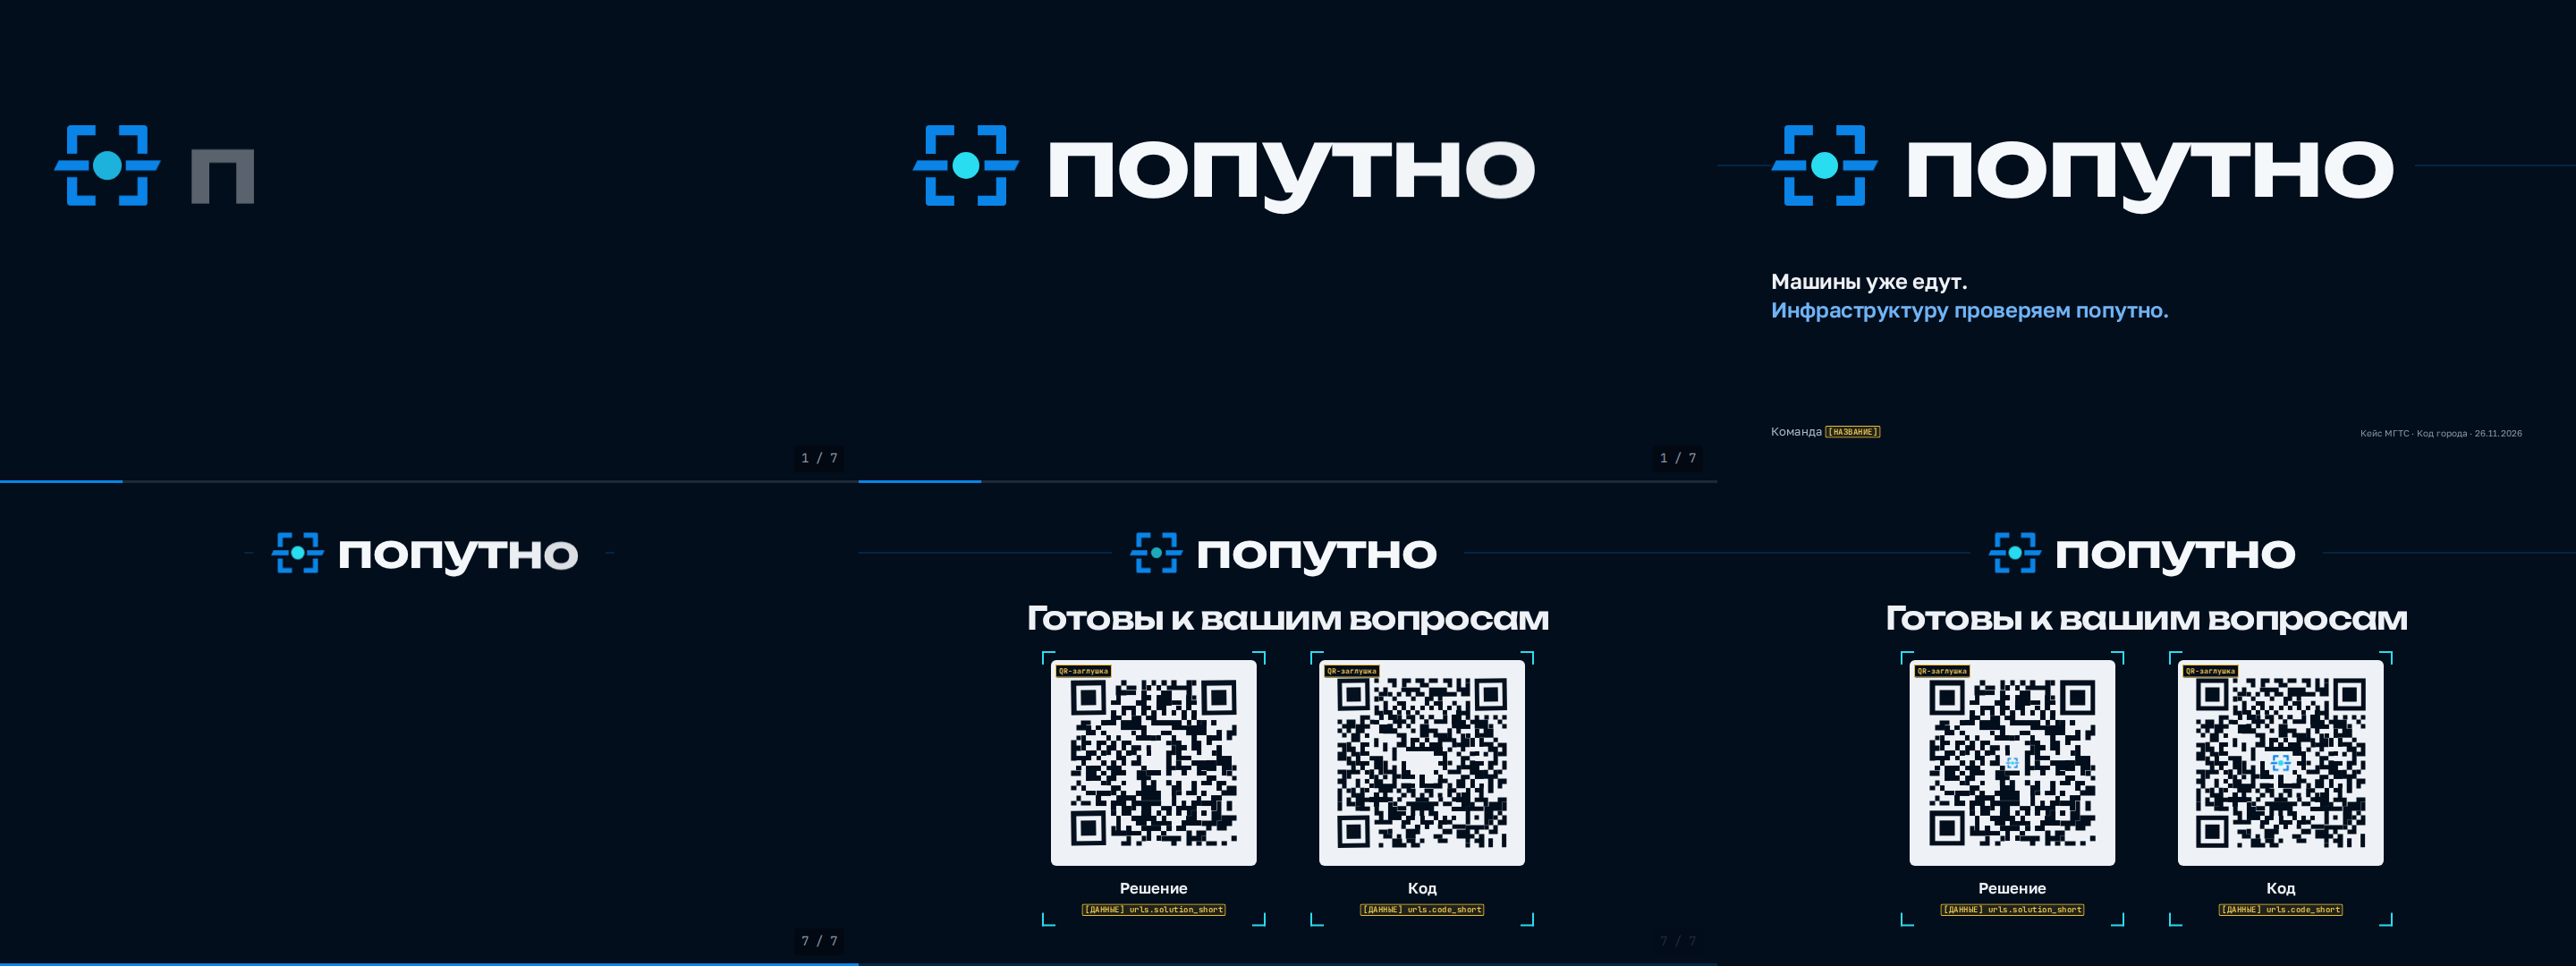 п
1 / 7
попутно
1 / 7
попутно
Машины уже едут.
Инфраструктуру проверяем попутно.
Команда [НАЗВАНИЕ]
Кейс МГТС · Код города · 26.11.2026
попутно
7 / 7
попутно
Готовы к вашим вопросам
QR-заглушка
QR-заглушка
Решение
Код
[ДАННЫЕ] urls.solution_short
[ДАННЫЕ] urls.code_short
7 / 7
попутно
Готовы к вашим вопросам
QR-заглушка
QR-заглушка
Решение
Код
[ДАННЫЕ] urls.solution_short
[ДАННЫЕ] urls.code_short